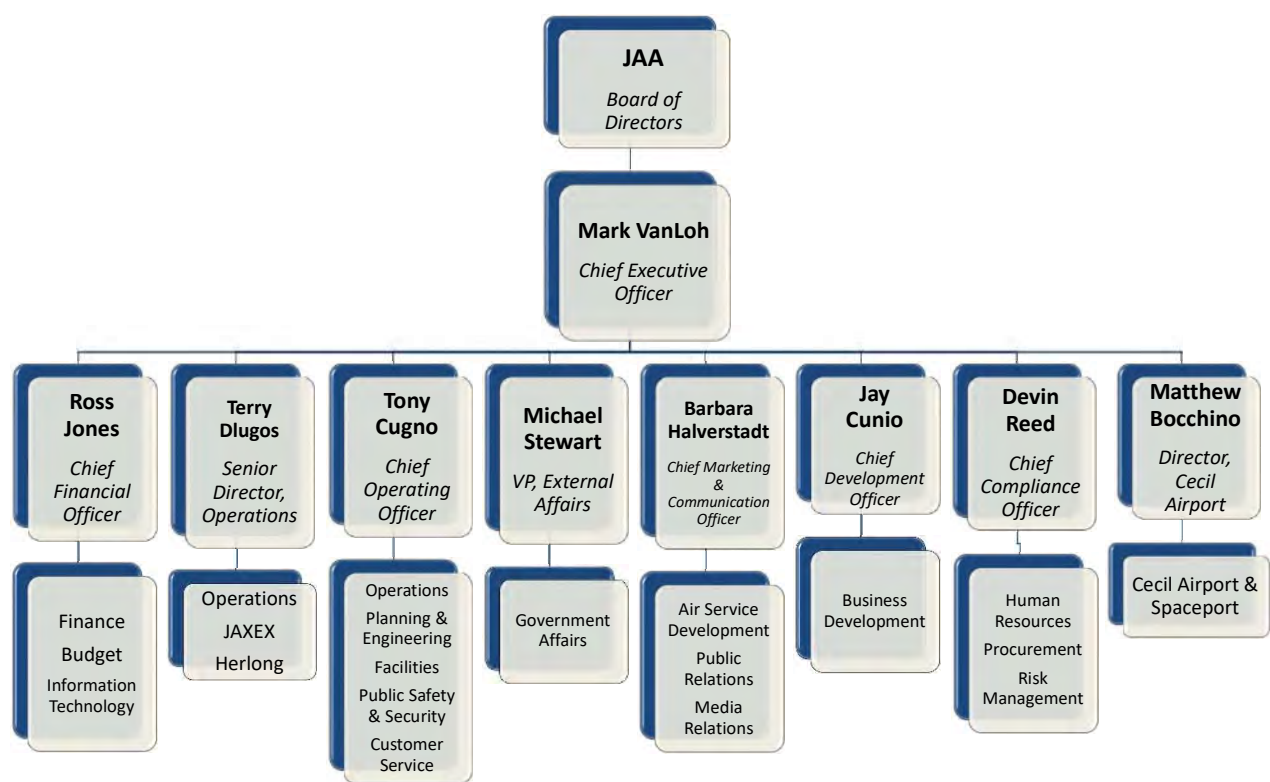 JAA
Board of
Directors
Mark VanLoh
Chief Executive
Officer
Ross
Jones
Chief
Financial
Officer
Terry
Dlugos
Senior
Director,
Operations
Tony
Cugno
Chief
Operating
Officer
Michael
Stewart
VP, External
Affairs
Barbara
Halverstadt
Chief Marketing
&
Communication
Officer
Jay
Cunio
Chief
Development
Officer
Devin
Reed
Chief
Compliance
Officer
Matthew
Bocchino
Director,
Cecil
Airport
Finance
Budget
Information
Technology
Operations
JAXEX
Herlong
Operations
Planning &
Engineering
Facilities
Public Safety
& Security
Customer
Service
Government
Affairs
Air Service
Development
Public
Relations
Media
Relations
Business
Development
Human
Resources
Procurement
Risk
Management
Cecil Airport &
Spaceport